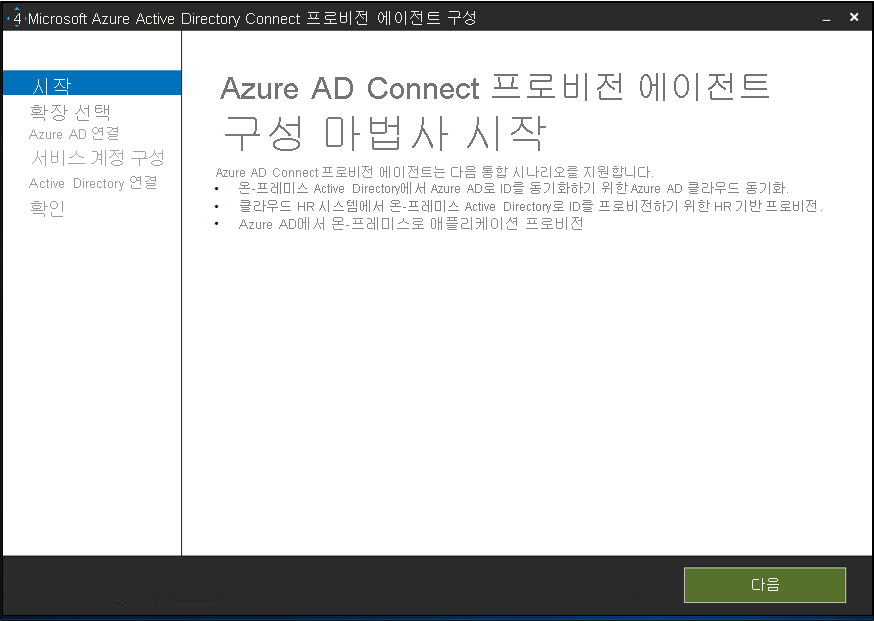 Microsoft Azure Active Directory Connect 프로비전 에이전트 구성
시작
확장 선택
Azure AD 연결
서비스 계정 구성
Active Directory 연결
확인
Azure AD Connect 프로비전 에이전트
구성 마법사 시작
Azure AD Connect 프로비전 에이전트는 다음 통합 시나리오를 지원합니다.
• 온-프레미스 Active Directory에서 Azure AD로 ID를 동기화하기 위한 Azure AD 클라우드 동기화.
• 클라우드 HR 시스템에서 온-프레미스 Active Directory로 ID를 프로비전하기 위한 HR 기반 프로비전.
• Azure AD에서 온-프레미스로 애플리케이션 프로비전
다음